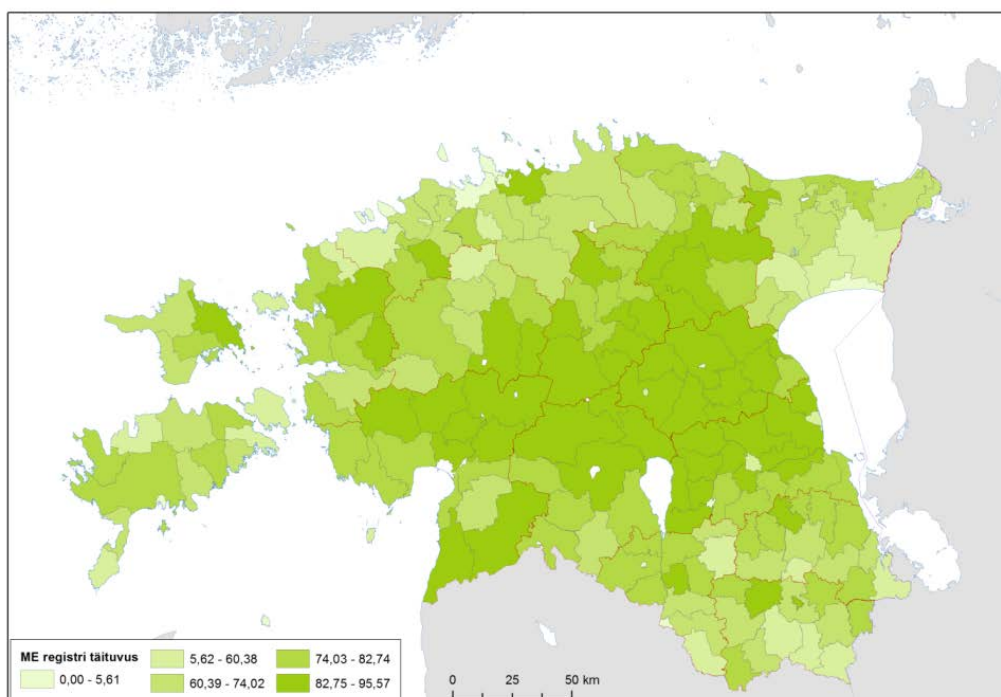 ME registri täituvus
0,00 - 5,61
5,62 - 60,38
60,39 - 74,02
74,03 - 82,74
82,75 - 95,57
0 25 50 km